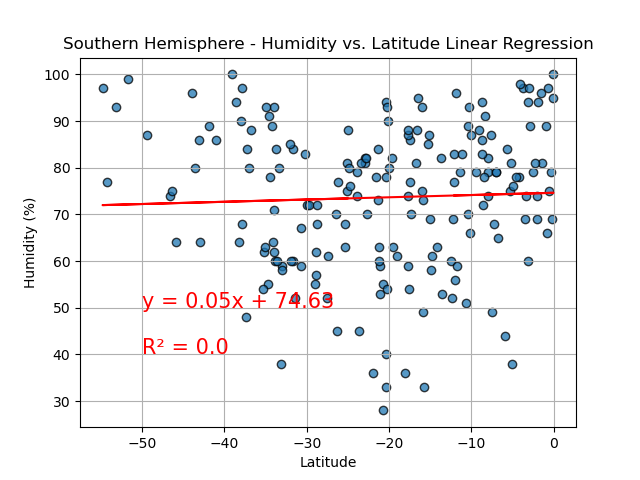 Southern Hemisphere - Humidity vs. Latitude Linear Regression
100
90
80
70
60
50
40
30
Humidity (%)
y = 0.05x + 74.63
R² = 0.0
−50 −40 −30 −20 −10 0
Latitude